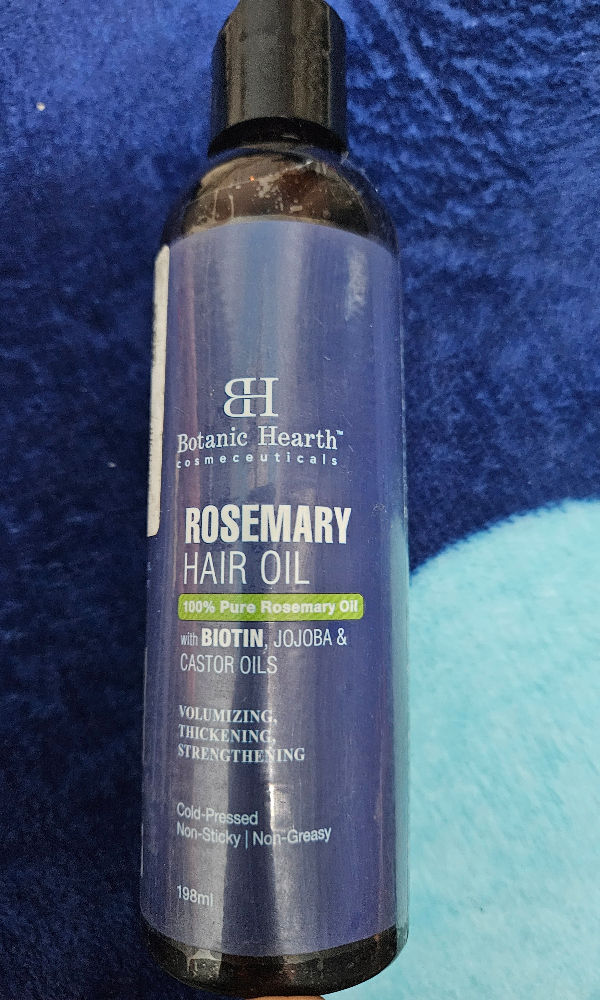 BH
Botanic Hearth™
cosmeceuticals
ROSEMARY
HAIR OIL
100% Pure Rosemary Oil
with BIOTIN, JOJOBA &
CASTOR OILS
VOLUMIZING,
THICKENING,
STRENGTHENING
Cold-Pressed
Non-Sticky | Non-Greasy
198ml